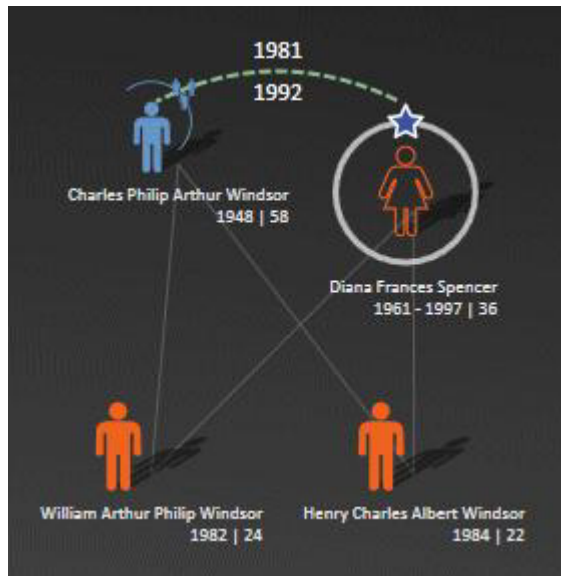 1981
1992
Charles Philip Arthur Windsor
1948 | 58
Diana Frances Spencer
1961 - 1997 | 36
William Arthur Philip Windsor
1982 | 24
Henry Charles Albert Windsor
1984 | 22